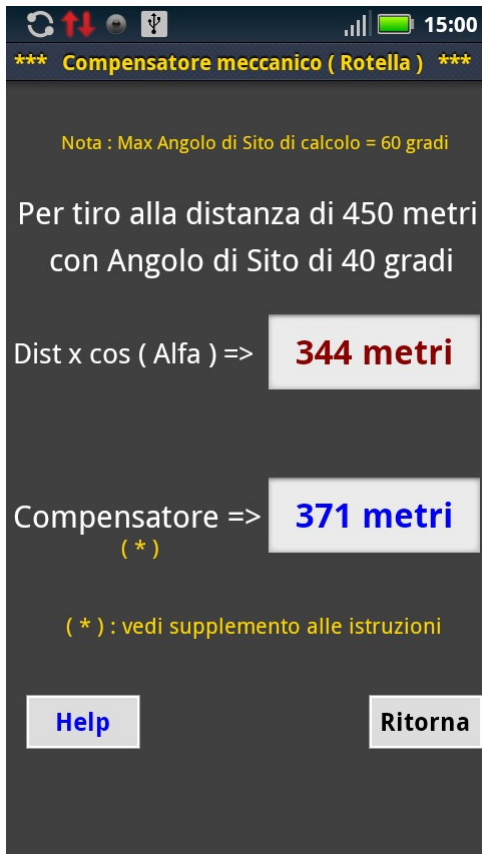 15:00
*** Compensatore meccanico ( Rotella ) ***
Nota : Max Angolo di Sito di calcolo = 60 gradi
Per tiro alla distanza di 450 metri
con Angolo di Sito di 40 gradi
Dist x cos ( Alfa ) => 344 metri
Compensatore => 371 metri
( * )
( * ) : vedi supplemento alle istruzioni
Help Ritorna